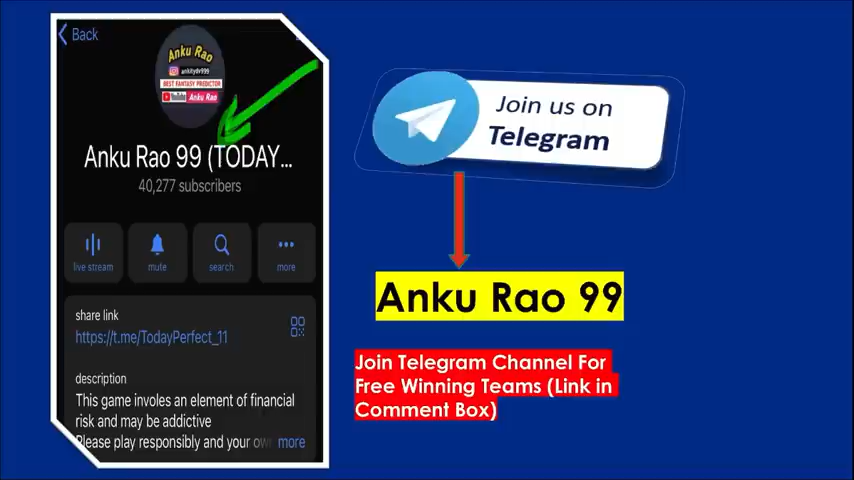 Back
Anku Rao
ankitydv999
BEST FANTASY PREDICTOR
YouTube Anku Rao
Anku Rao 99 (TODAY...
40,277 subscribers
live stream
mute
search
more
share link
https://t.me/TodayPerfect_11
description
This game involes an element of financial
risk and may be addictive
Please play responsibly and your ow more
Join us on
Telegram
Anku Rao 99
Join Telegram Channel For
Free Winning Teams (Link in
Comment Box)